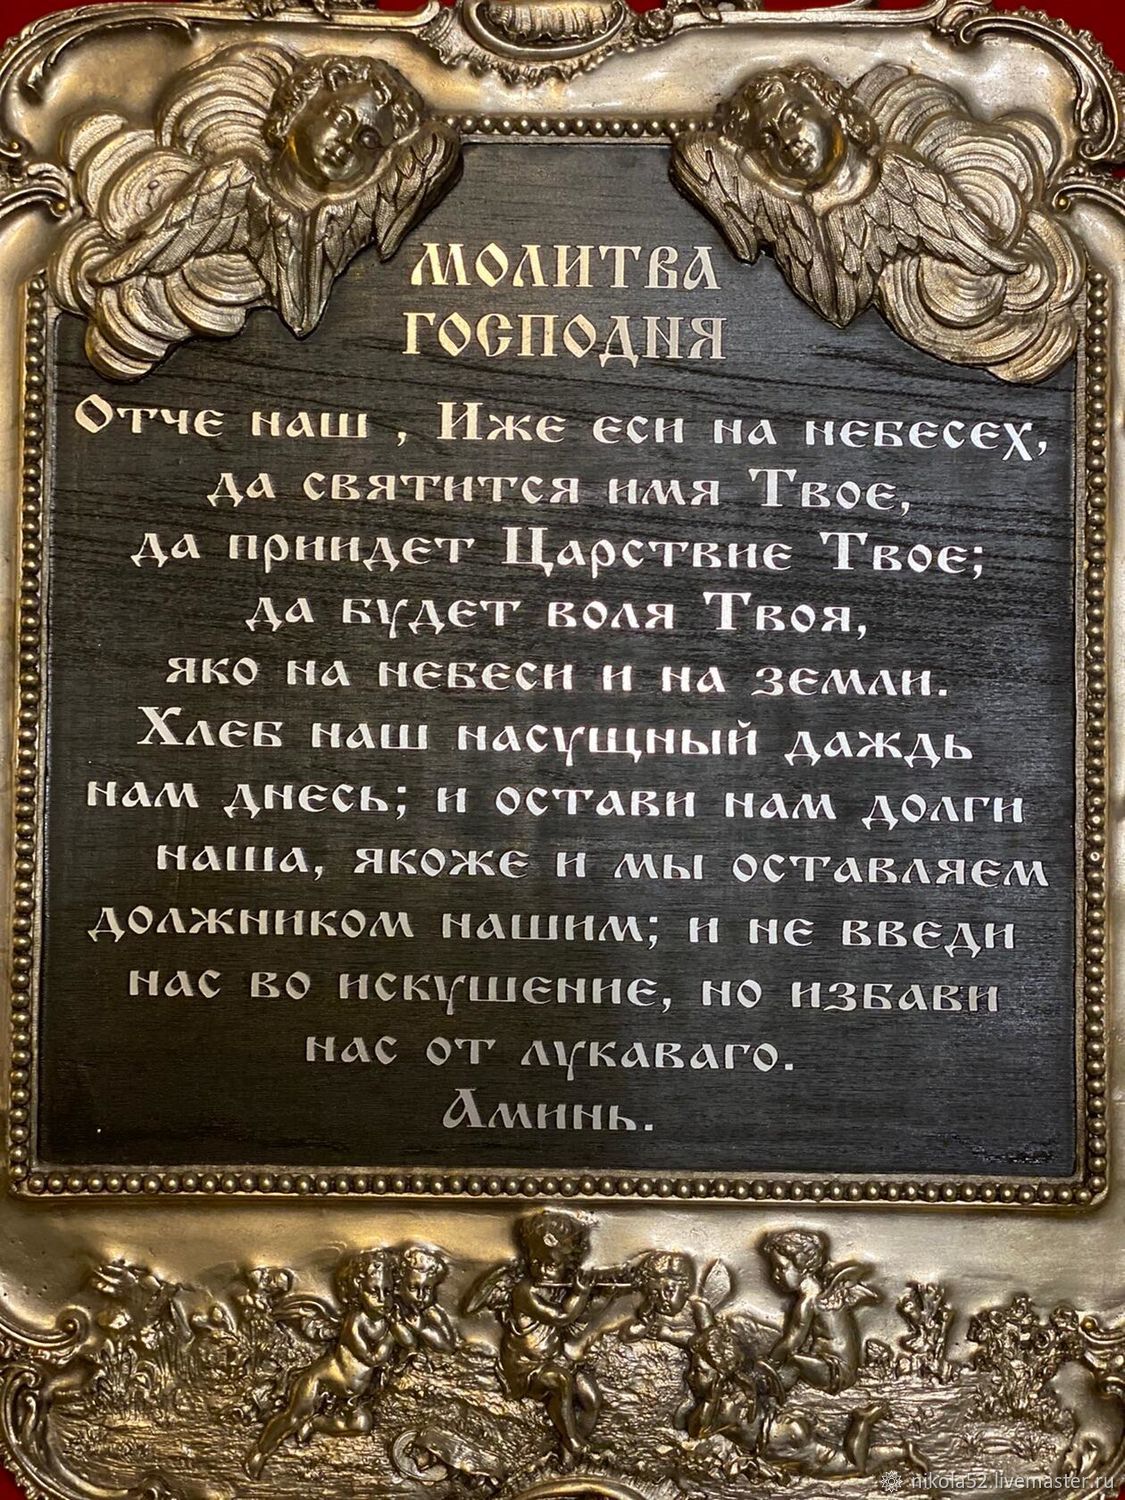 МОЛИТВА
ГОСПОДНЯ
Отче наш , Иже еси на небесех,
да святится имя Твое,
да приидет Царствие Твое;
да будет воля Твоя,
яко на небеси и на земли.
Хлеб наш насущный даждь
нам днесь; и остави нам долги
наша, якоже и мы оставляем
должником нашим; и не введи
нас во искушение, но избави
нас от лукаваго.
Аминь.
nikola52.livemaster.ru